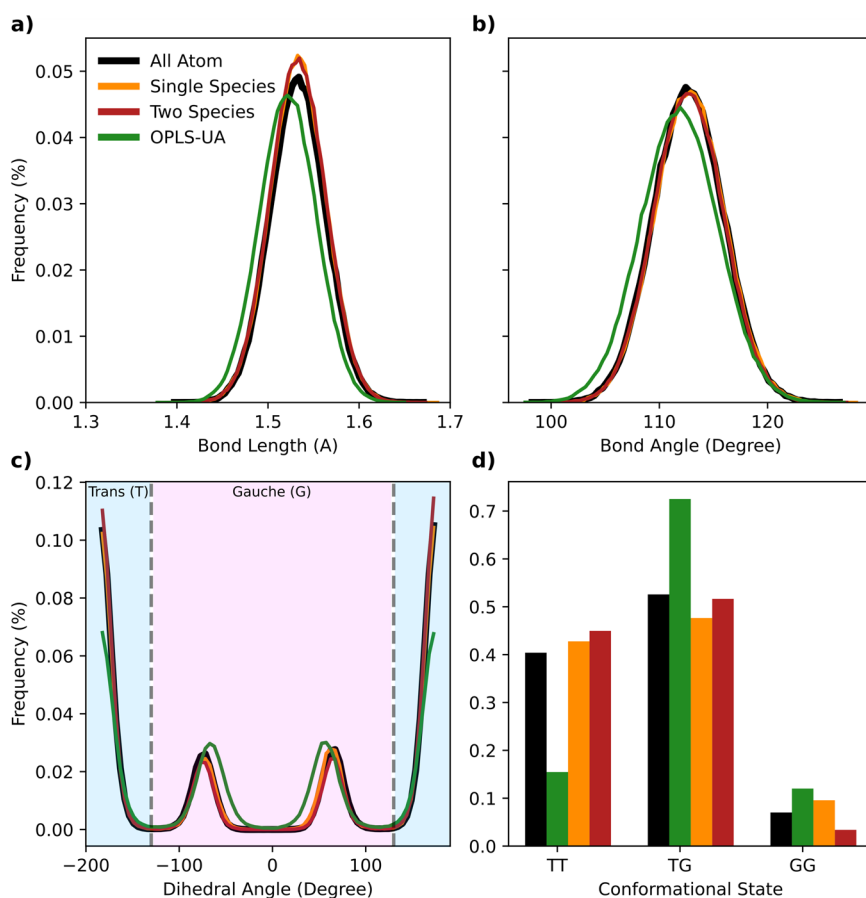 a)
b)
All Atom
Single Species
Two Species
OPLS-UA
0.05
0.04
0.03
0.02
0.01
0.00
Frequency (%)
1.3 1.4 1.5 1.6 1.7
Bond Length (A)
100 110 120
Bond Angle (Degree)
c)
d)
Trans (T)
Gauche (G)
0.12
0.10
0.08
0.06
0.04
0.02
0.00
Frequency (%)
−200 −100 0 100
Dihedral Angle (Degree)
0.7
0.6
0.5
0.4
0.3
0.2
0.1
0.0
TT TG GG
Conformational State